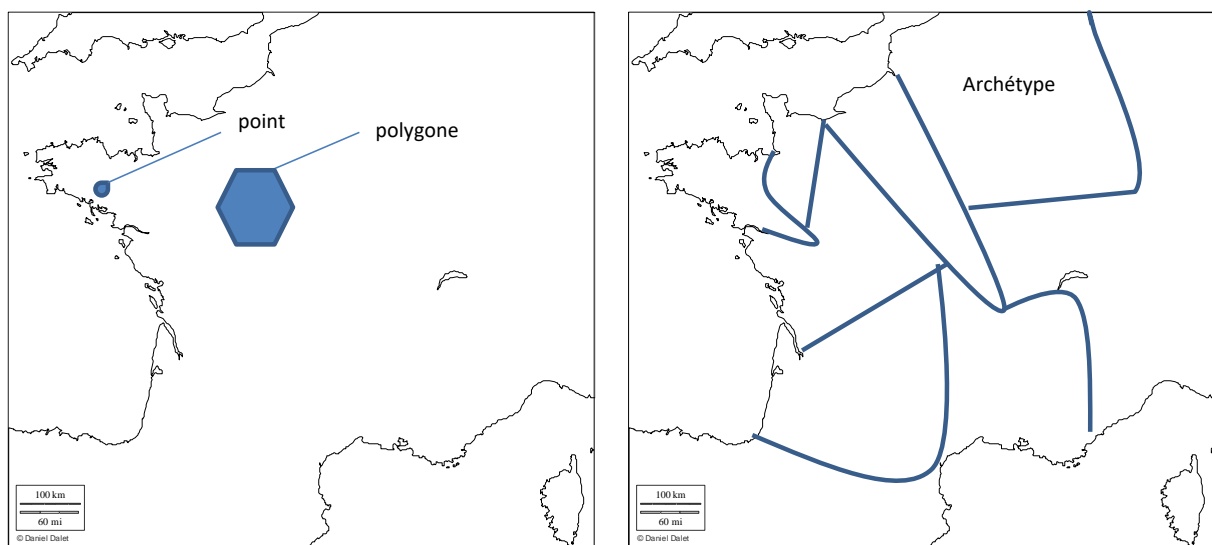 point
polygone
100 km
60 mi
© Daniel Dalet
Archétype
100 km
60 mi
© Daniel Dalet